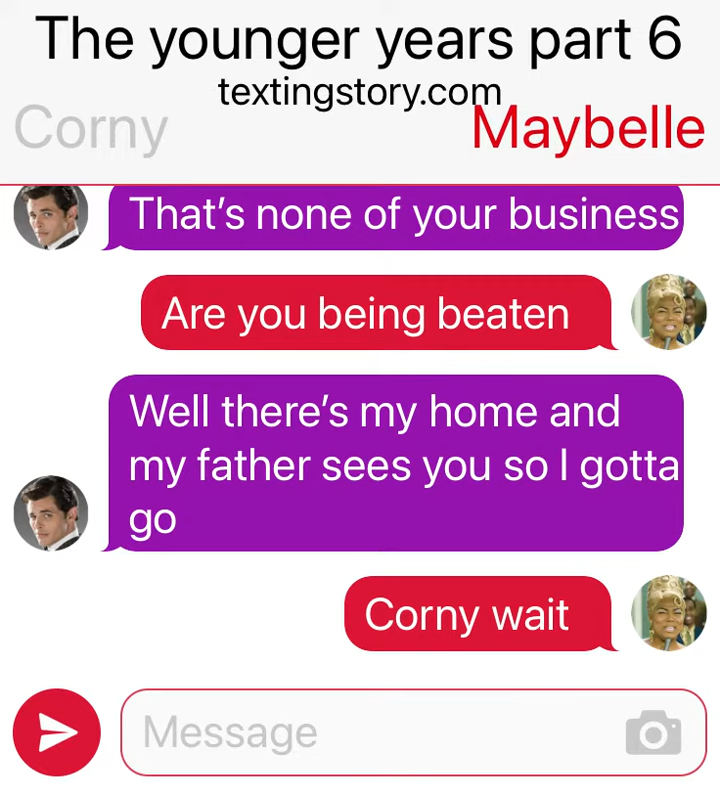 The younger years part 6
textingstory.com
Corny
Maybelle
That's none of your business
Are you being beaten
Well there's my home and
my father sees you so I gotta
go
Corny wait
Message